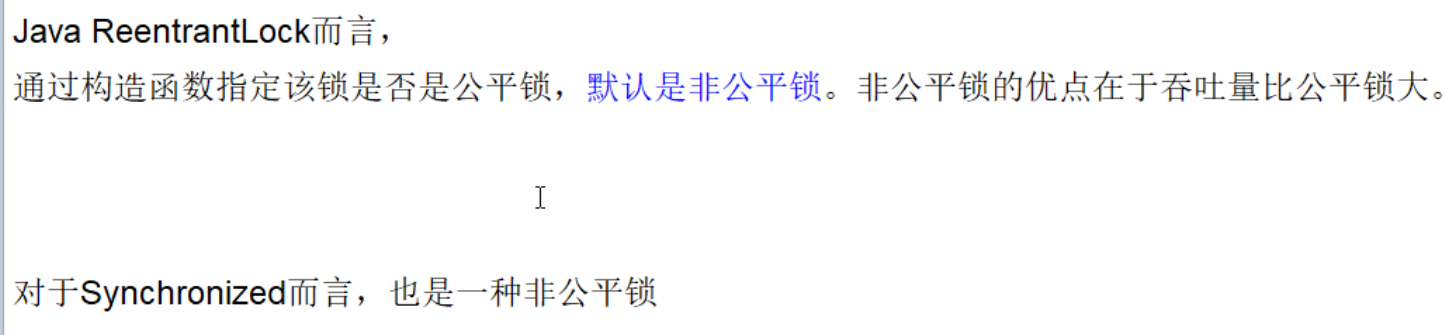 Java ReentrantLock而言，
通过构造函数指定该锁是否是公平锁，默认是非公平锁。非公平锁的优点在于吞吐量比公平锁大。
对于Synchronized而言，也是一种非公平锁